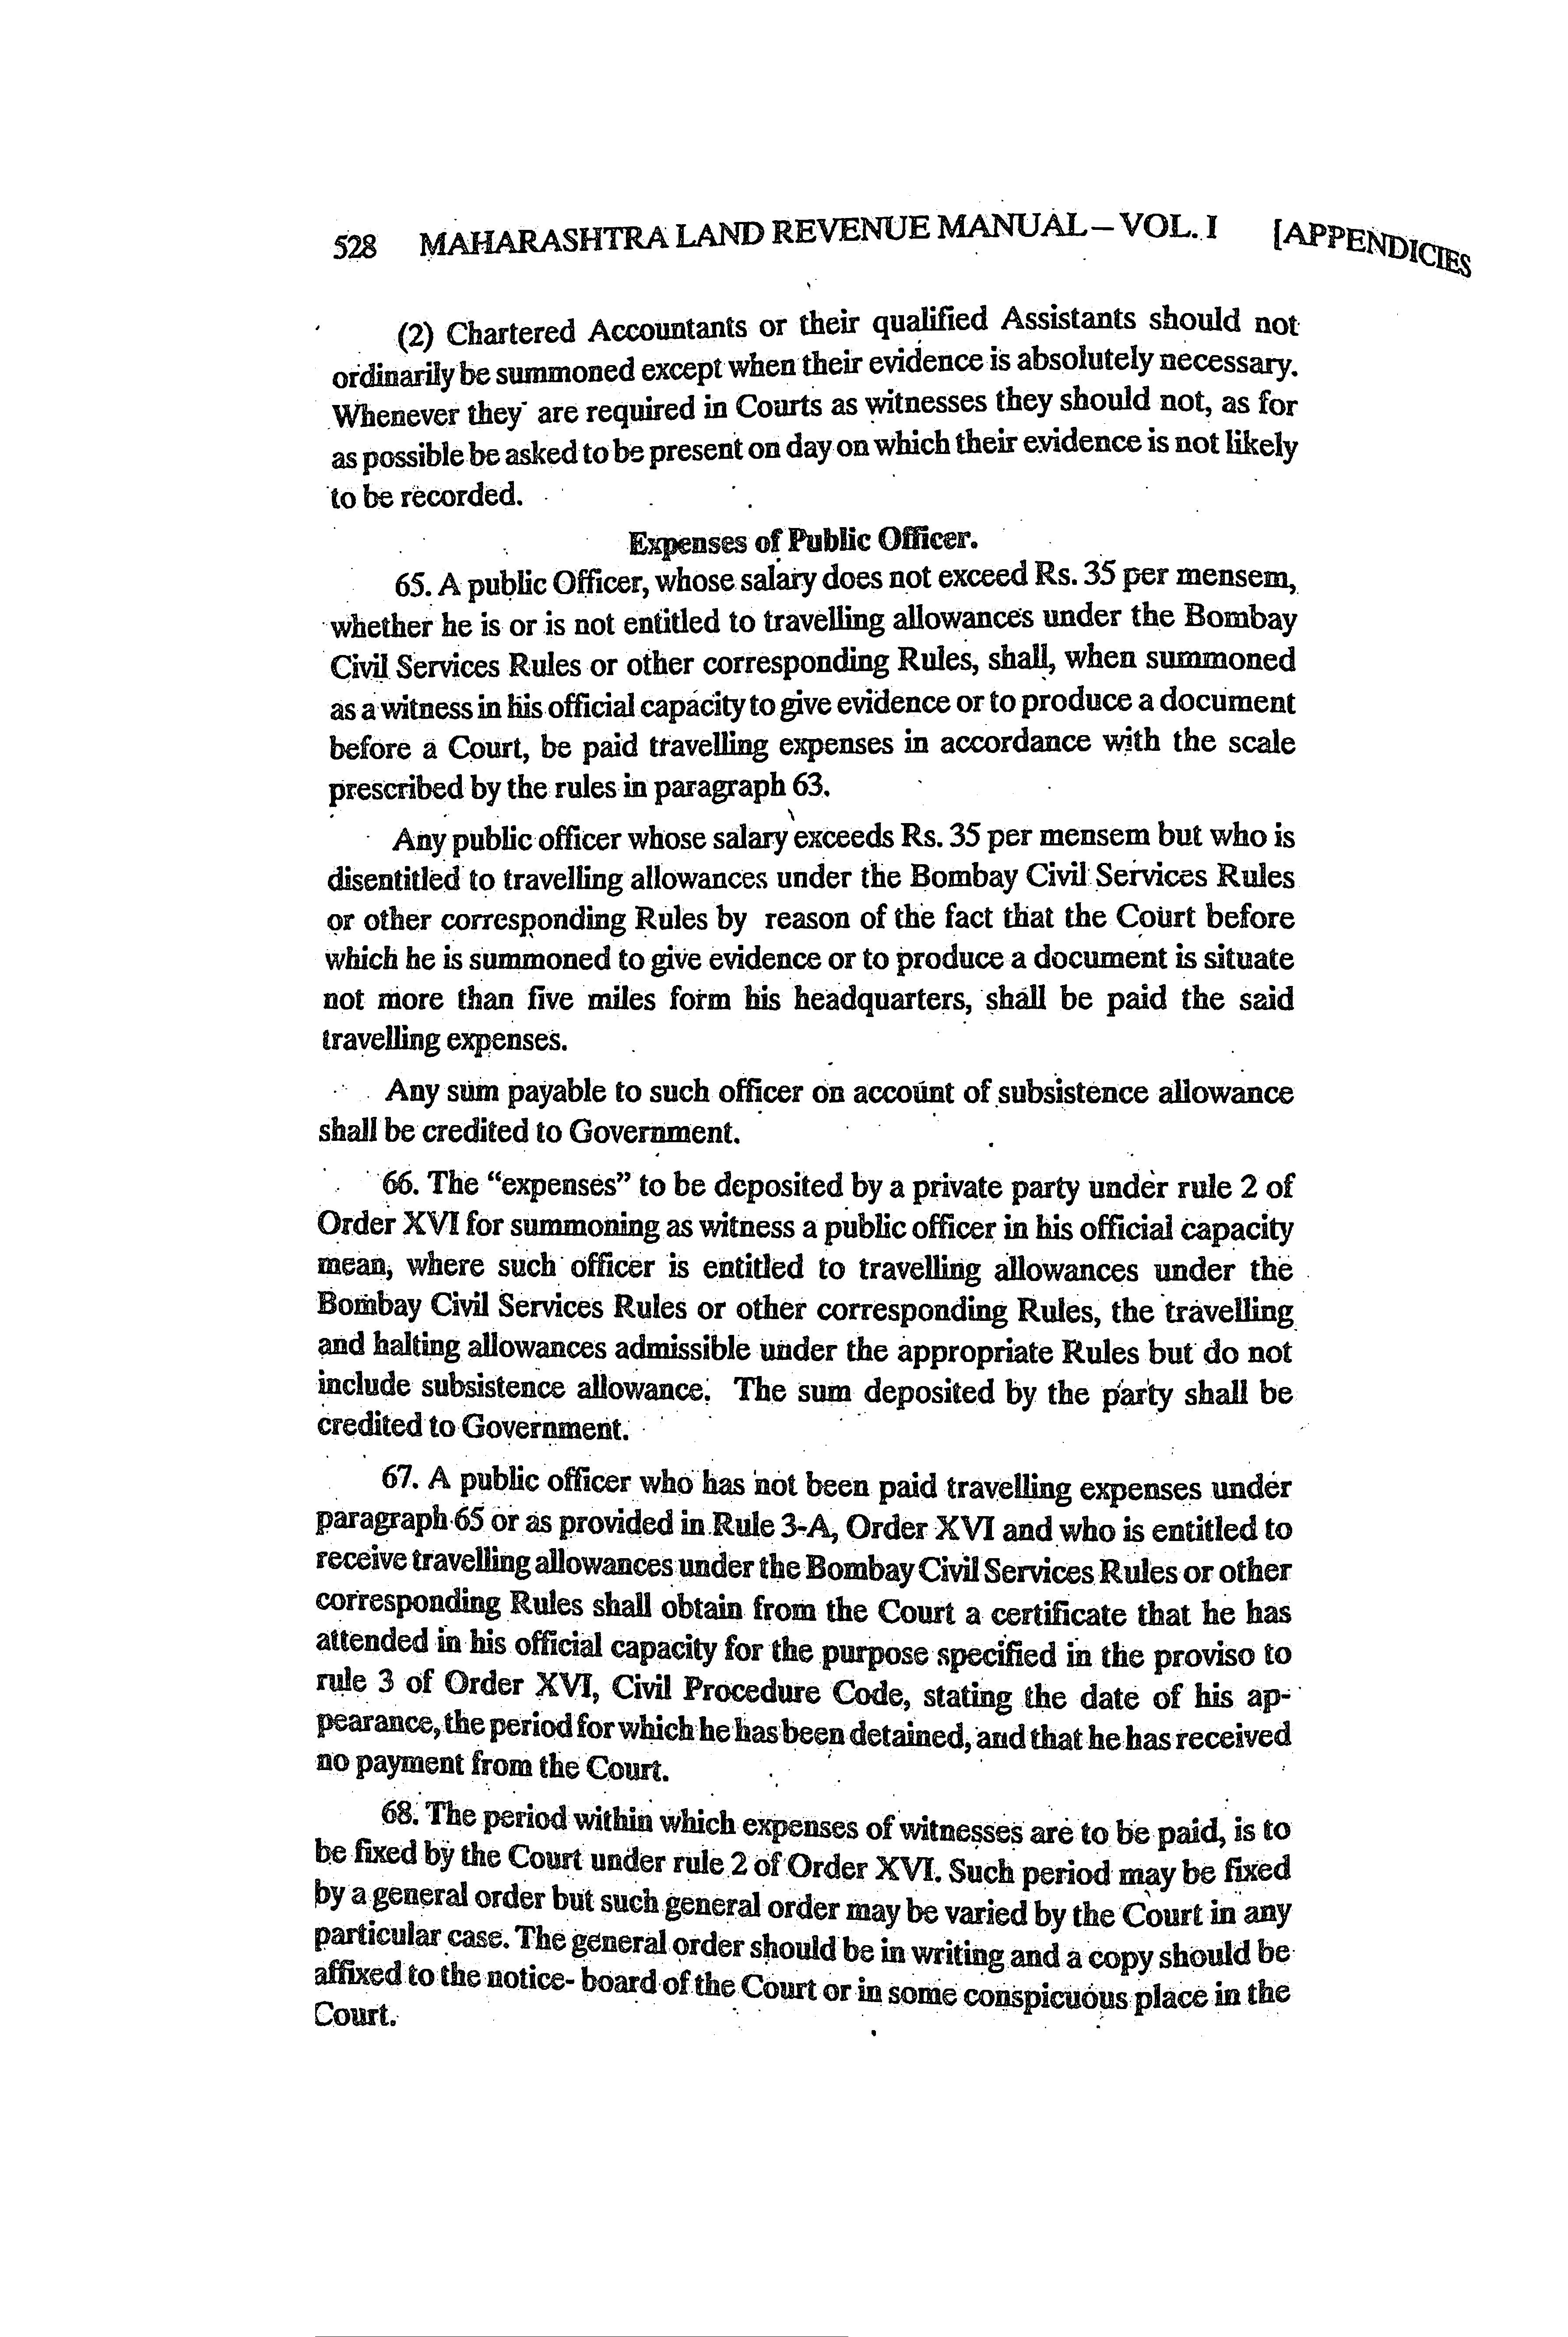 528 MAHARASHTRA LAND REVENUE MANUAL – VOL. I [APPENDICIES
(2) Chartered Accountants or their qualified Assistants should not
ordinarily be summoned except when their evidence is absolutely necessary.
Whenever they are required in Courts as witnesses they should not, as for
as possible be asked to be present on day on which their evidence is not likely
to be recorded.
Expenses of Public Officer.
65. A public Officer, whose salary does not exceed Rs. 35 per mensem,
whether he is or is not entitled to travelling allowances under the Bombay
Civil Services Rules or other corresponding Rules, shall, when summoned
as a witness in his official capacity to give evidence or to produce a document
before a Court, be paid travelling expenses in accordance with the scale
prescribed by the rules in paragraph 63.
Any public officer whose salary exceeds Rs. 35 per mensem but who is
disentitled to travelling allowances under the Bombay Civil Services Rules
or other corresponding Rules by reason of the fact that the Court before
which he is summoned to give evidence or to produce a document is situate
not more than five miles form his headquarters, shall be paid the said
travelling expenses.
Any sum payable to such officer on account of subsistence allowance
shall be credited to Government.
66. The “expenses” to be deposited by a private party under rule 2 of
Order XVI for summoning as witness a public officer in his official capacity
mean, where such officer is entitled to travelling allowances under the
Bombay Civil Services Rules or other corresponding Rules, the travelling
and halting allowances admissible under the appropriate Rules but do not
include subsistence allowance. The sum deposited by the party shall be
credited to Government.
67. A public officer who has not been paid travelling expenses under
paragraph 65 or as provided in Rule 3-A, Order XVI and who is entitled to
receive travelling allowances under the Bombay Civil Services Rules or other
corresponding Rules shall obtain from the Court a certificate that he has
attended in his official capacity for the purpose specified in the proviso to
rule 3 of Order XVI, Civil Procedure Code, stating the date of his ap-
pearance, the period for which he has been detained, and that he has received
no payment from the Court.
68. The period within which expenses of witnesses are to be paid, is to
be fixed by the Court under rule 2 of Order XVI. Such period may be fixed
by a general order but such general order may be varied by the Court in any
particular case. The general order should be in writing and a copy should be
affixed to the notice- board of the Court or in some conspicuous place in the
Court.